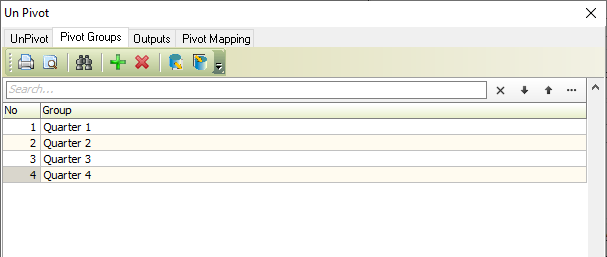 Un Pivot
UnPivot Pivot Groups Outputs Pivot Mapping
Search...
No Group
1 Quarter 1
2 Quarter 2
3 Quarter 3
4 Quarter 4